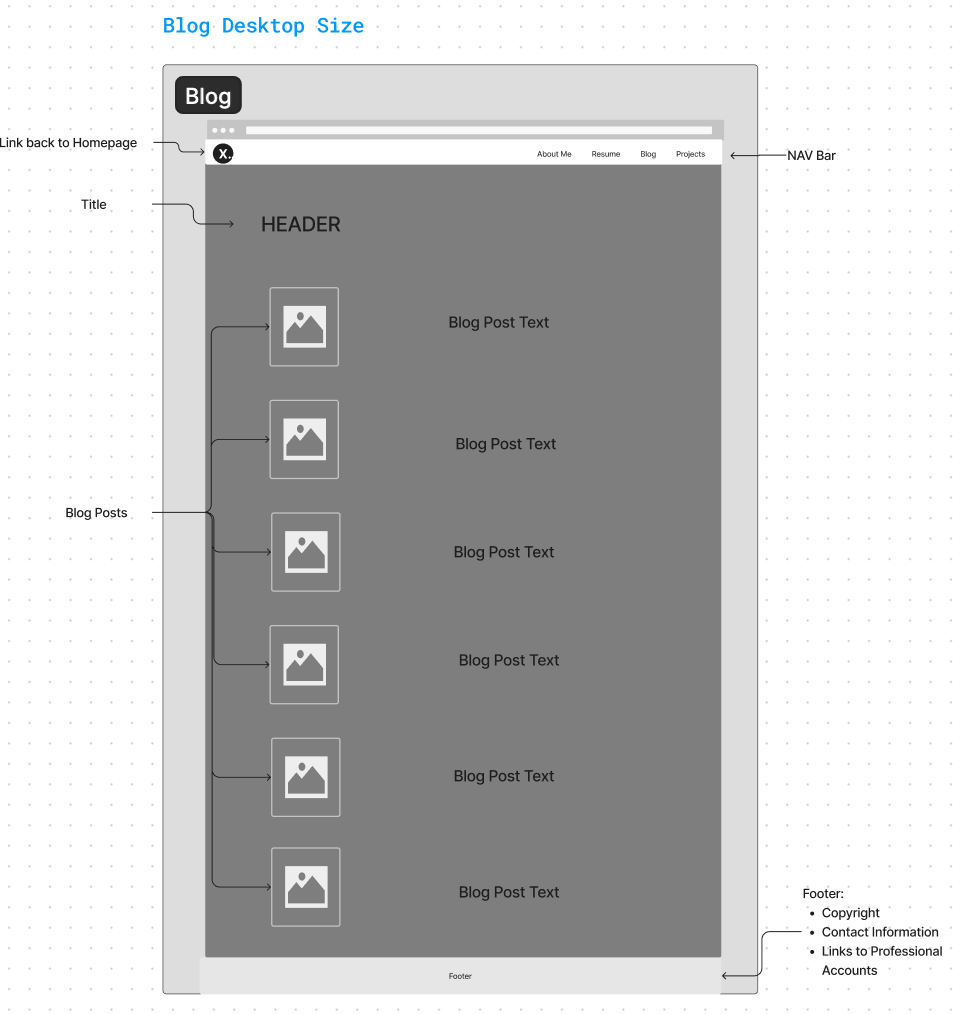 Blog Desktop Size
Blog
Link back to Homepage
X.
About Me
Resume
Blog
Projects
NAV Bar
Title
HEADER
Blog Post Text
Blog Post Text
Blog Posts
Blog Post Text
Blog Post Text
Blog Post Text
Blog Post Text
Footer:
• Copyright
• Contact Information
• Links to Professional
Accounts
Footer